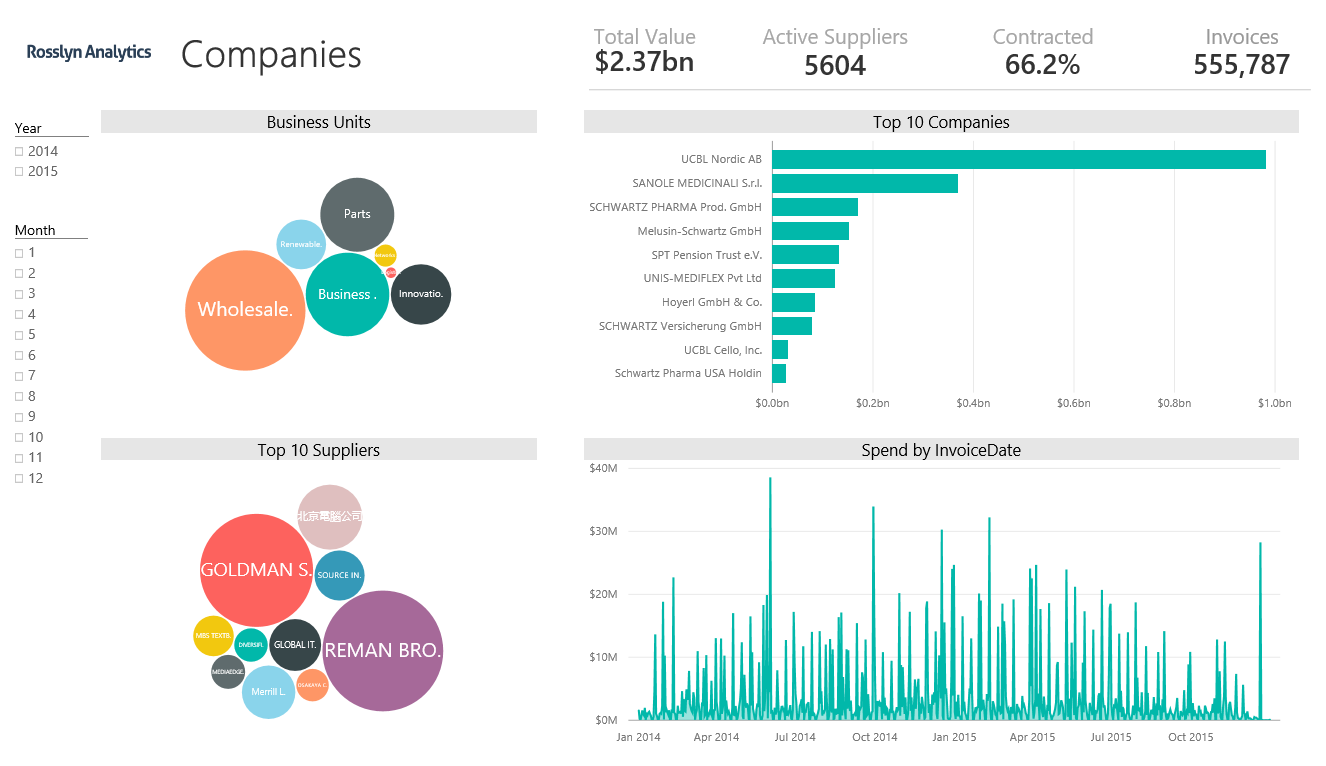 Rosslyn Analytics
Companies
Total Value
$2.37bn
Active Suppliers
5604
Contracted
66.2%
Invoices
555,787
Year
2014
2015
Month
1
2
3
4
5
6
7
8
9
10
11
12
Business Units
Parts
Renewable.
Wholesale.
Business .
Innovatio.
Top 10 Companies
UCBL Nordic AB
SANOLE MEDICINALI S.r.l.
SCHWARTZ PHARMA Prod. GmbH
Melusin-Schwartz GmbH
SPT Pension Trust e.V.
UNIS-MEDIFLEX Pvt Ltd
Hoyerl GmbH & Co.
SCHWARTZ Versicherung GmbH
UCBL Cello, Inc.
Schwartz Pharma USA Holdin
$0.0bn
$0.2bn
$0.4bn
$0.6bn
$0.8bn
$1.0bn
Top 10 Suppliers
北京電腦公司
GOLDMAN S.
SOURCE IN.
MBS TEXTB.
DIVERSIFI.
GLOBAL IT.
REMAN BRO.
MEDIAEDGE.
Merrill L.
OSAKAYA C.
Spend by InvoiceDate
$40M
$30M
$20M
$10M
$0M
Jan 2014
Apr 2014
Jul 2014
Oct 2014
Jan 2015
Apr 2015
Jul 2015
Oct 2015